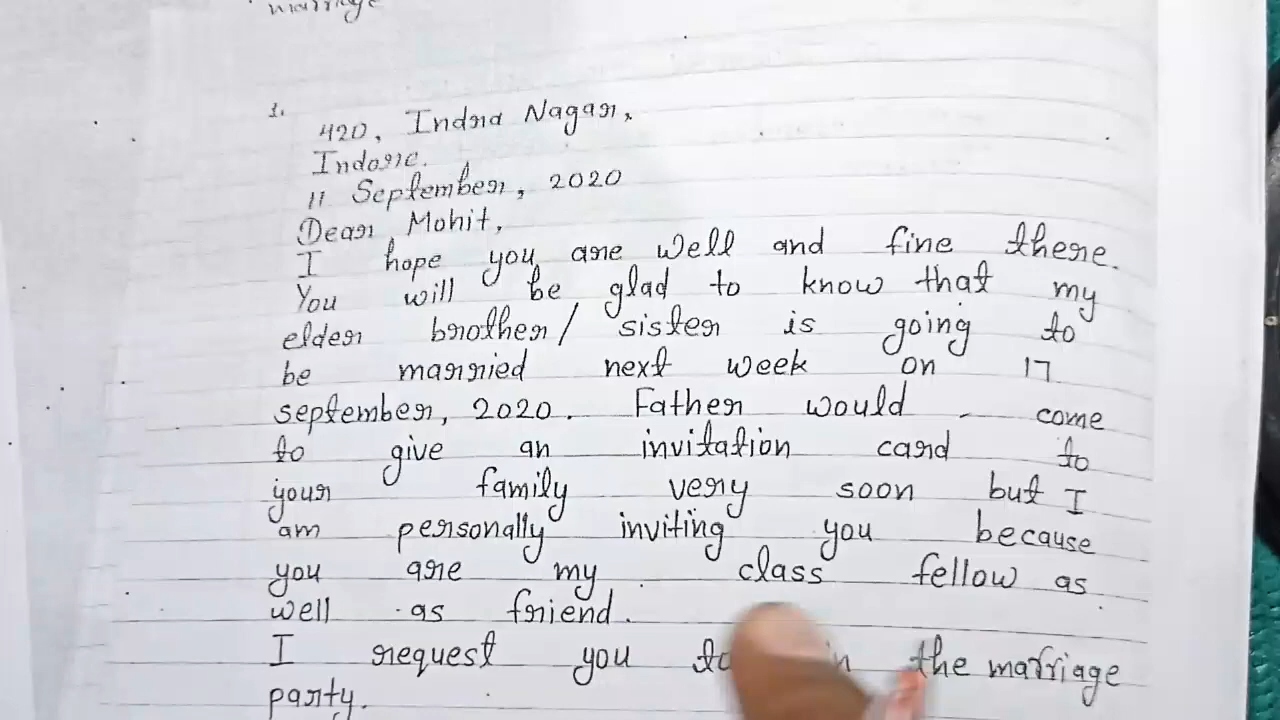 marriage
1.
420, Indra Nagar,
Indore.
11 September, 2020
Dear Mohit,
I hope you are well and fine there.
You will be glad to know that my
elder brother/ sister is going to
be married next week on 17
september, 2020. Father would come
to give an invitation card to
your family very soon but I
am personally inviting you because
you are my class fellow as
well as friend.
I request you the marriage
party.